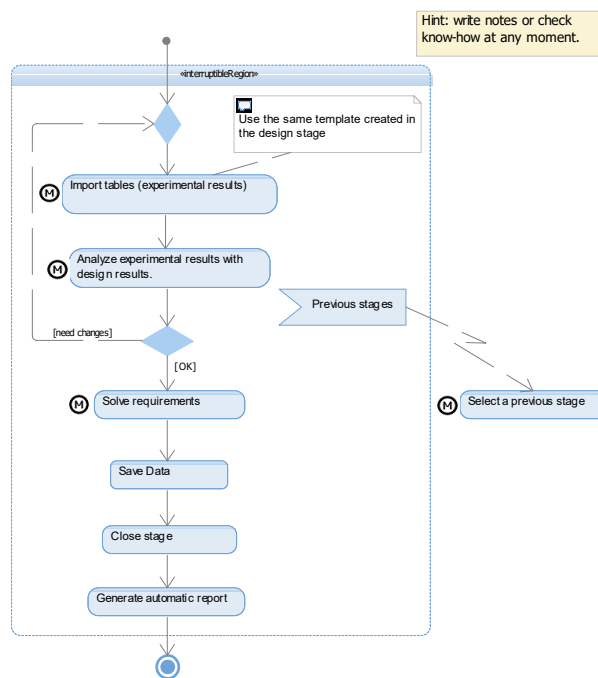 Hint: write notes or check
know-how at any moment.
«interruptibleRegion»
Use the same template created in
the design stage
M
Import tables (experimental results)
M
Analyze experimental results with
design results.
Previous stages
[need changes]
[OK]
M
Solve requirements
M
Select a previous stage
Save Data
Close stage
Generate automatic report